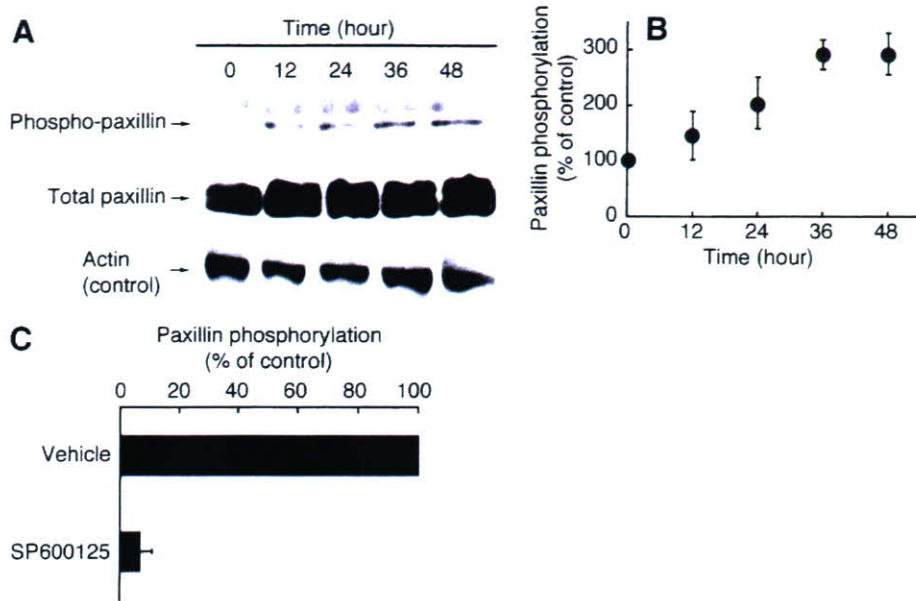 A
Time (hour)
0 12 24 36 48
Phospho-paxillin →
Total paxillin →
Actin
(control) →
B
Paxillin phosphorylation
(% of control)
300
200
100
0
0 12 24 36 48
Time (hour)
C
Paxillin phosphorylation
(% of control)
0 20 40 60 80 100
Vehicle
SP600125